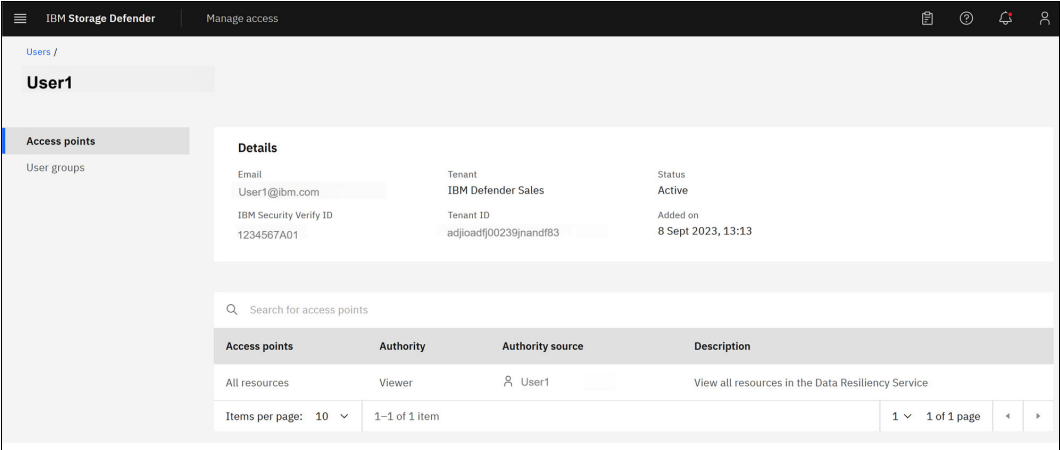 IBM Storage Defender Manage access
Users /
User1
Access points
User groups
Details
Email Tenant Status
User1@ibm.com IBM Defender Sales Active
IBM Security Verify ID Tenant ID Added on
1234567A01 adjioadfj00239jnandf83 8 Sept 2023, 13:13
Search for access points
Access points Authority Authority source Description
All resources Viewer User1 View all resources in the Data Resiliency Service
Items per page: 10 1–1 of 1 item 1 1 of 1 page